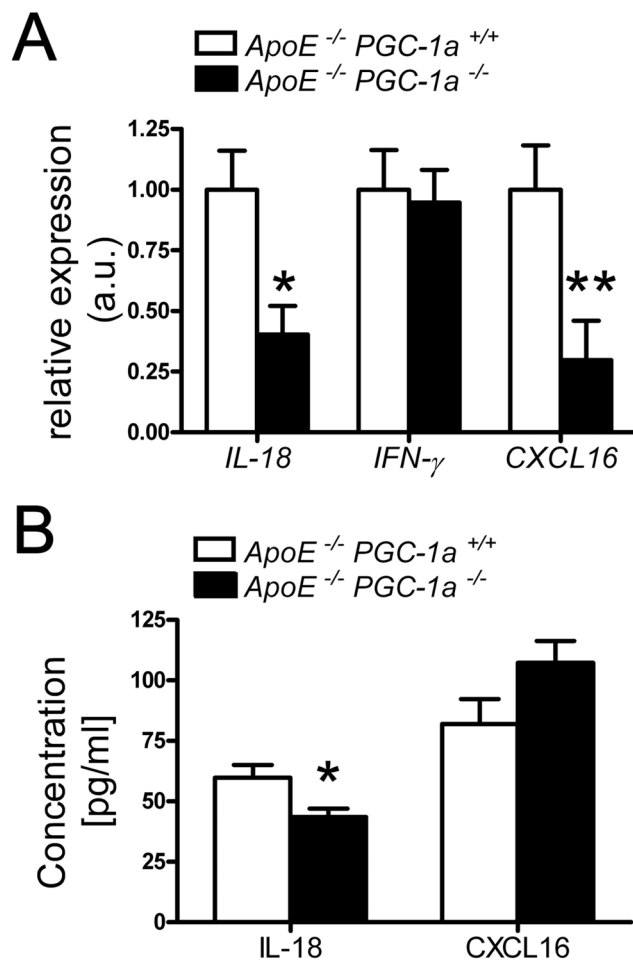 A
ApoE -/- PGC-1a +/+
ApoE -/- PGC-1a -/-
relative expression
(a.u.)
1.25
1.00
0.75
0.50
0.25
0.00
*
**
IL-18 IFN-γ CXCL16
B
ApoE -/- PGC-1a +/+
ApoE -/- PGC-1a -/-
Concentration
[pg/ml]
125
100
75
50
25
0
*
IL-18 CXCL16